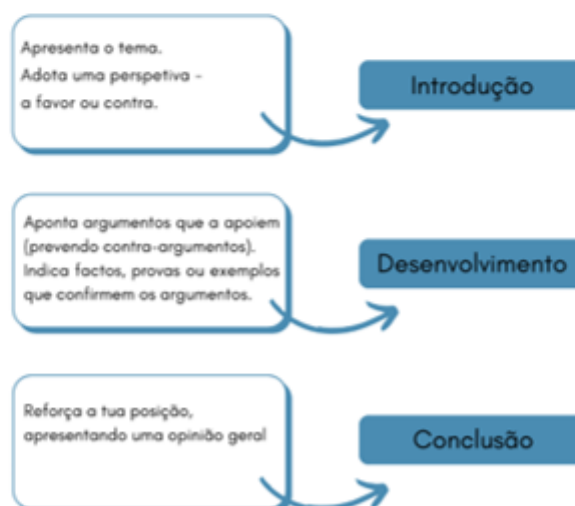 Apresenta o tema.
Adota uma perspetiva -
a favor ou contra.
Introdução
Aponta argumentos que a apoiem
(prevendo contra-argumentos).
Indica factos, provas ou exemplos
que confirmem os argumentos.
Desenvolvimento
Reforça a tua posição,
apresentando uma opinião geral
Conclusão